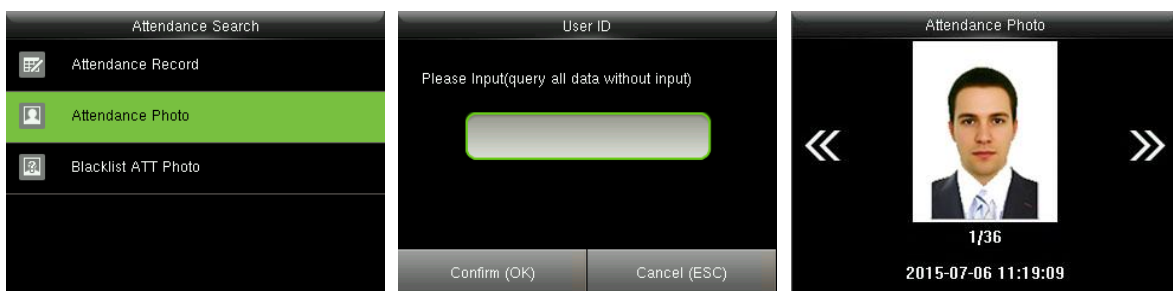 Attendance Search
Attendance Record
Attendance Photo
Blacklist ATT Photo
User ID
Please Input(query all data without input)
Confirm (OK)
Cancel (ESC)
Attendance Photo
1/36
2015-07-06 11:19:09